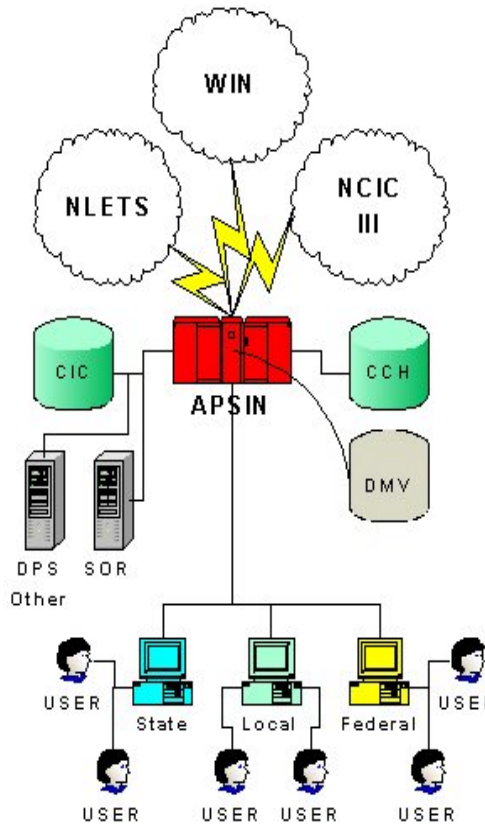 WIN
NLETS
NCIC
III
CIC
APSIN
CCH
DMV
DPS
Other
SOR
USER
State
Local
Federal
USER
USER
USER
USER
USER